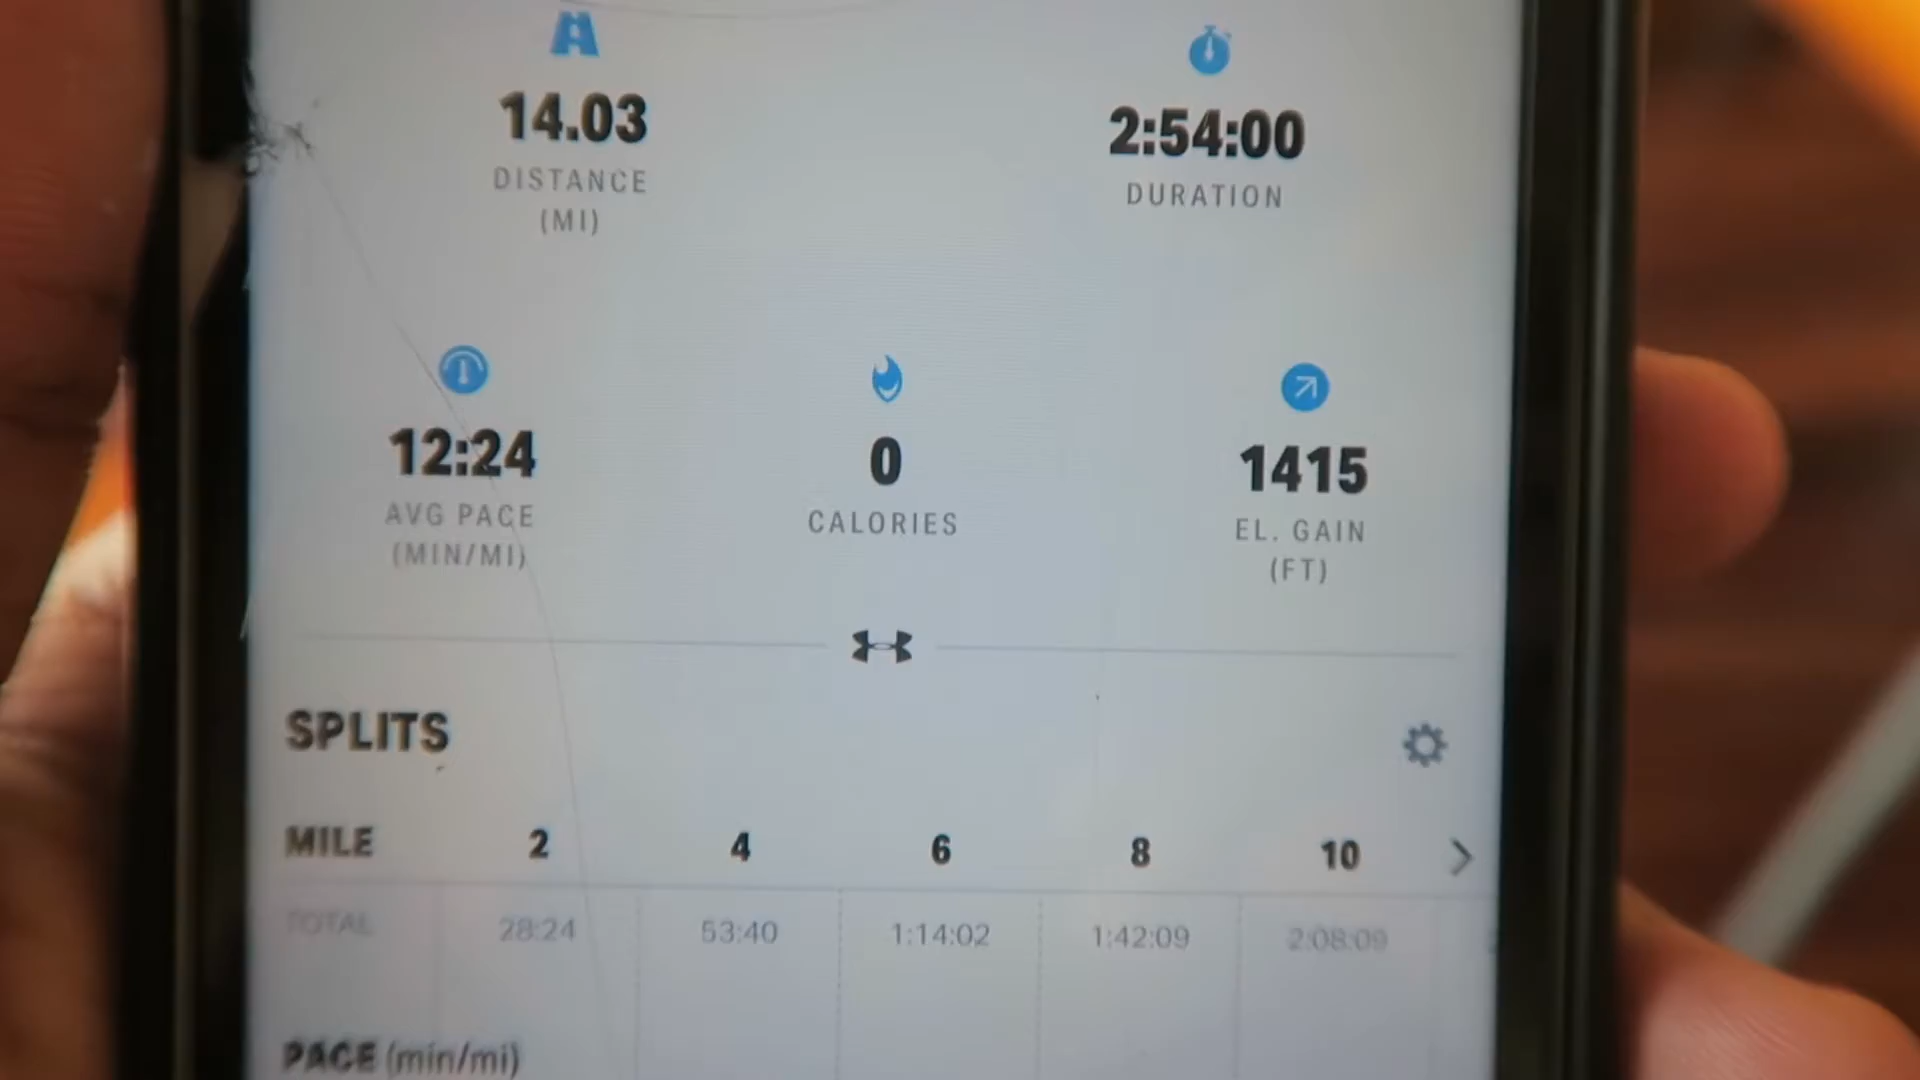 14.03
DISTANCE
(MI)
2:54:00
DURATION
12:24
AVG PACE
(MIN/MI)
0
CALORIES
1415
EL. GAIN
(FT)
SPLITS
MILE 2 4 6 8 10
TOTAL 28:24 53:40 1:14:02 1:42:09 2:08:09
PACE (min/mi)